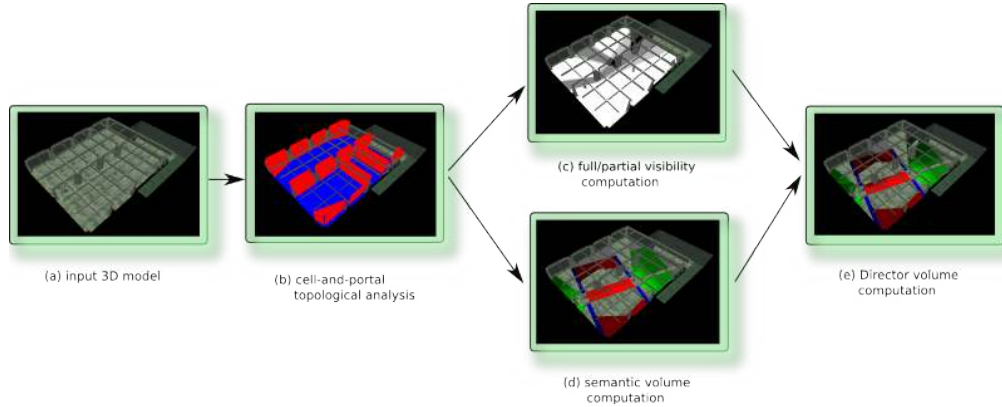 (a) input 3D model
(b) cell-and-portal
topological analysis
(c) full/partial visibility
computation
(d) semantic volume
computation
(e) Director volume
computation